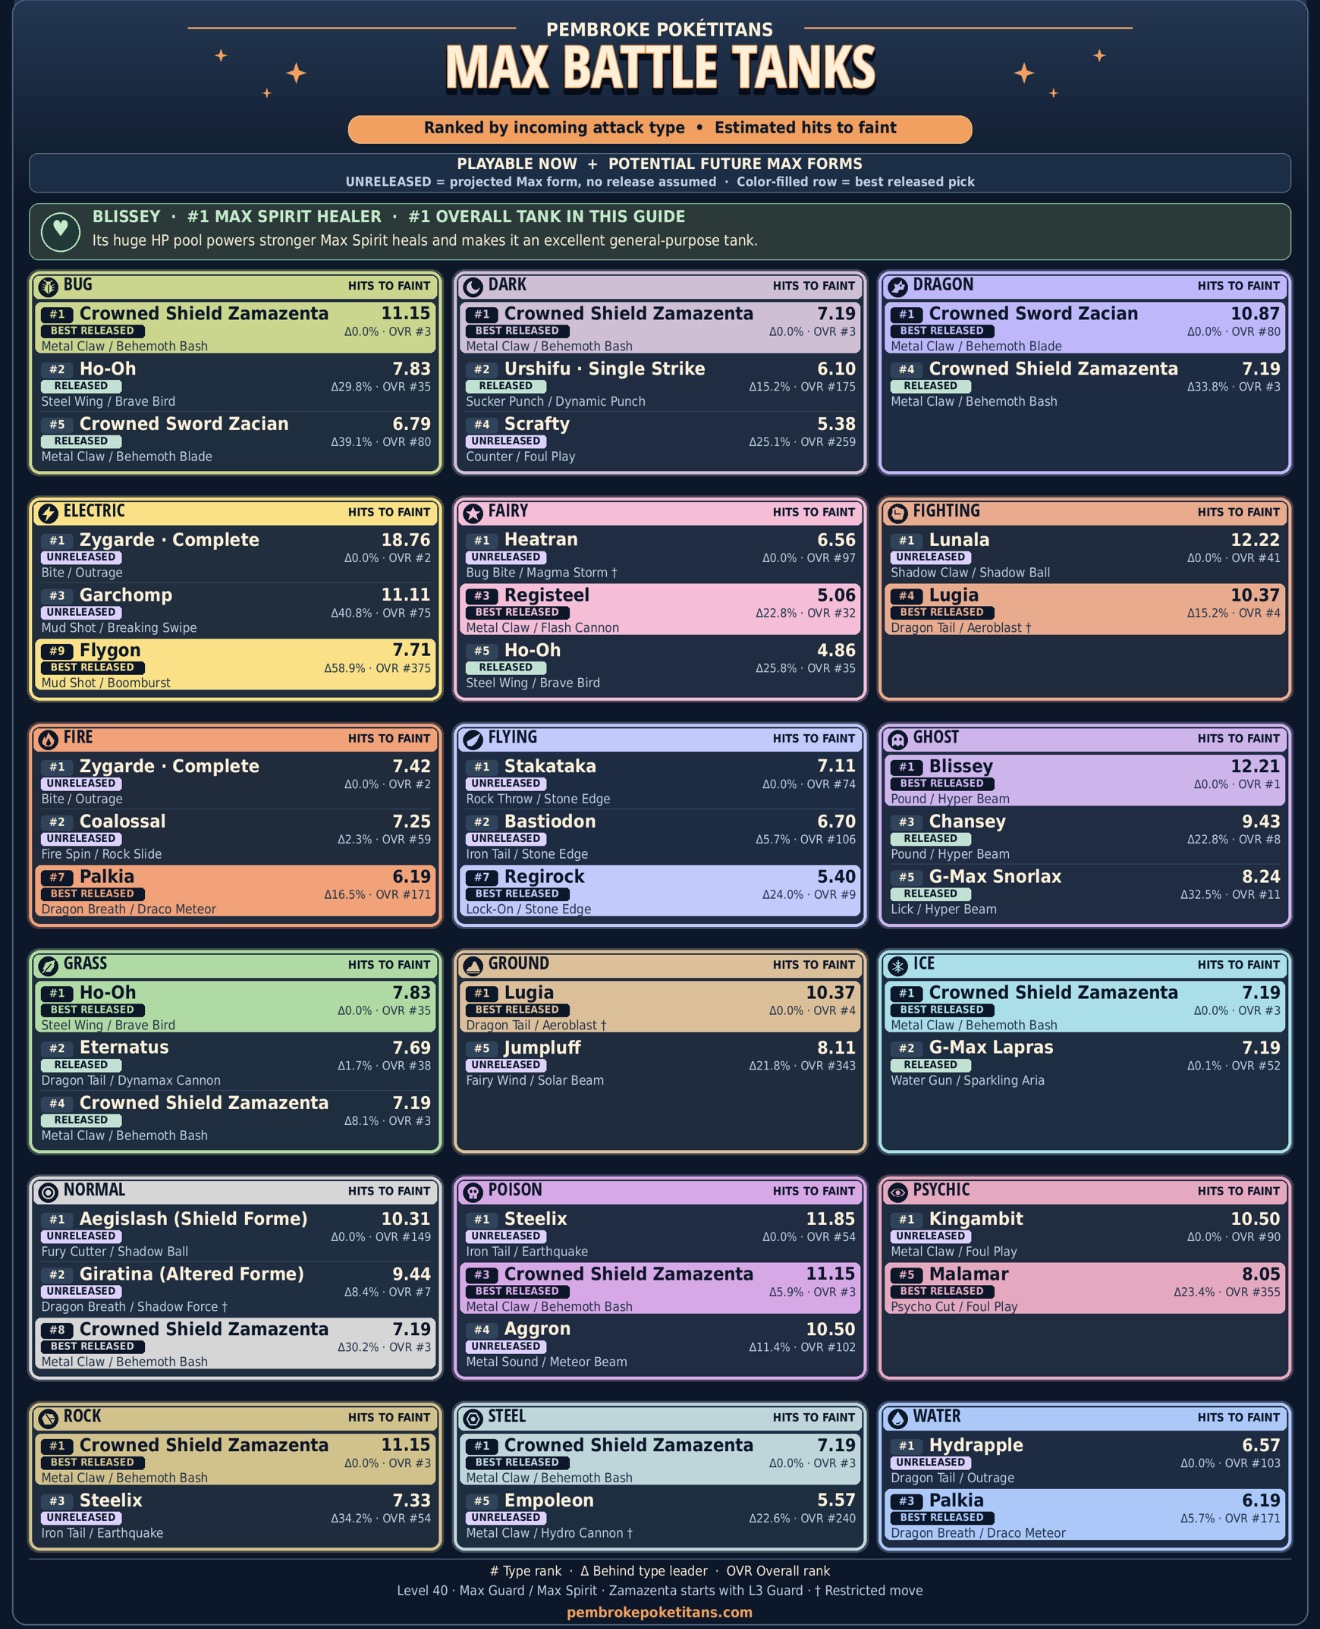 PEMBROKE POKÉTITANS
MAX BATTLE TANKS
Ranked by incoming attack type • Estimated hits to faint
PLAYABLE NOW + POTENTIAL FUTURE MAX FORMS
UNRELEASED = projected Max form, no release assumed · Color-filled row = best released pick
BLISSEY · #1 MAX SPIRIT HEALER · #1 OVERALL TANK IN THIS GUIDE
Its huge HP pool powers stronger Max Spirit heals and makes it an excellent general-purpose tank.
BUG HITS TO FAINT
#1 Crowned Shield Zamazenta 11.15
BEST RELEASED Δ0.0% · OVR #3
Metal Claw / Behemoth Bash
#2 Ho-Oh 7.83
RELEASED Δ29.8% · OVR #35
Steel Wing / Brave Bird
#5 Crowned Sword Zacian 6.79
RELEASED Δ39.1% · OVR #80
Metal Claw / Behemoth Blade
DARK HITS TO FAINT
#1 Crowned Shield Zamazenta 7.19
BEST RELEASED Δ0.0% · OVR #3
Metal Claw / Behemoth Bash
#2 Urshifu · Single Strike 6.10
RELEASED Δ15.2% · OVR #175
Sucker Punch / Dynamic Punch
#4 Scrafty 5.38
UNRELEASED Δ25.1% · OVR #259
Counter / Foul Play
DRAGON HITS TO FAINT
#1 Crowned Sword Zacian 10.87
BEST RELEASED Δ0.0% · OVR #80
Metal Claw / Behemoth Blade
#4 Crowned Shield Zamazenta 7.19
RELEASED Δ33.8% · OVR #3
Metal Claw / Behemoth Bash
ELECTRIC HITS TO FAINT
#1 Zygarde · Complete 18.76
UNRELEASED Δ0.0% · OVR #2
Bite / Outrage
#3 Garchomp 11.11
UNRELEASED Δ40.8% · OVR #75
Mud Shot / Breaking Swipe
#9 Flygon 7.71
BEST RELEASED Δ58.9% · OVR #375
Mud Shot / Boomburst
FAIRY HITS TO FAINT
#1 Heatran 6.56
UNRELEASED Δ0.0% · OVR #97
Bug Bite / Magma Storm †
#3 Registeel 5.06
BEST RELEASED Δ22.8% · OVR #32
Metal Claw / Flash Cannon
#5 Ho-Oh 4.86
RELEASED Δ25.8% · OVR #35
Steel Wing / Brave Bird
FIGHTING HITS TO FAINT
#1 Lunala 12.22
UNRELEASED Δ0.0% · OVR #41
Shadow Claw / Shadow Ball
#4 Lugia 10.37
BEST RELEASED Δ15.2% · OVR #4
Dragon Tail / Aeroblast †
FIRE HITS TO FAINT
#1 Zygarde · Complete 7.42
UNRELEASED Δ0.0% · OVR #2
Bite / Outrage
#2 Coalossal 7.25
UNRELEASED Δ2.3% · OVR #59
Fire Spin / Rock Slide
#7 Palkia 6.19
BEST RELEASED Δ16.5% · OVR #171
Dragon Breath / Draco Meteor
FLYING HITS TO FAINT
#1 Stakataka 7.11
UNRELEASED Δ0.0% · OVR #74
Rock Throw / Stone Edge
#2 Bastiodon 6.70
UNRELEASED Δ5.7% · OVR #106
Iron Tail / Stone Edge
#7 Regirock 5.40
BEST RELEASED Δ24.0% · OVR #9
Lock-On / Stone Edge
GHOST HITS TO FAINT
#1 Blissey 12.21
BEST RELEASED Δ0.0% · OVR #1
Pound / Hyper Beam
#3 Chansey 9.43
RELEASED Δ22.8% · OVR #8
Pound / Hyper Beam
#5 G-Max Snorlax 8.24
RELEASED Δ32.5% · OVR #11
Lick / Hyper Beam
GRASS HITS TO FAINT
#1 Ho-Oh 7.83
BEST RELEASED Δ0.0% · OVR #35
Steel Wing / Brave Bird
#2 Eternatus 7.69
RELEASED Δ1.7% · OVR #38
Dragon Tail / Dynamax Cannon
#4 Crowned Shield Zamazenta 7.19
RELEASED Δ8.1% · OVR #3
Metal Claw / Behemoth Bash
GROUND HITS TO FAINT
#1 Lugia 10.37
BEST RELEASED Δ0.0% · OVR #4
Dragon Tail / Aeroblast †
#5 Jumpluff 8.11
UNRELEASED Δ21.8% · OVR #343
Fairy Wind / Solar Beam
ICE HITS TO FAINT
#1 Crowned Shield Zamazenta 7.19
BEST RELEASED Δ0.0% · OVR #3
Metal Claw / Behemoth Bash
#2 G-Max Lapras 7.19
RELEASED Δ0.1% · OVR #52
Water Gun / Sparkling Aria
NORMAL HITS TO FAINT
#1 Aegislash (Shield Forme) 10.31
UNRELEASED Δ0.0% · OVR #149
Fury Cutter / Shadow Ball
#2 Giratina (Altered Forme) 9.44
UNRELEASED Δ8.4% · OVR #7
Dragon Breath / Shadow Force †
#8 Crowned Shield Zamazenta 7.19
BEST RELEASED Δ30.2% · OVR #3
Metal Claw / Behemoth Bash
POISON HITS TO FAINT
#1 Steelix 11.85
UNRELEASED Δ0.0% · OVR #54
Iron Tail / Earthquake
#3 Crowned Shield Zamazenta 11.15
BEST RELEASED Δ5.9% · OVR #3
Metal Claw / Behemoth Bash
#4 Aggron 10.50
UNRELEASED Δ11.4% · OVR #102
Metal Sound / Meteor Beam
PSYCHIC HITS TO FAINT
#1 Kingambit 10.50
UNRELEASED Δ0.0% · OVR #90
Metal Claw / Foul Play
#5 Malamar 8.05
BEST RELEASED Δ23.4% · OVR #355
Psycho Cut / Foul Play
ROCK HITS TO FAINT
#1 Crowned Shield Zamazenta 11.15
BEST RELEASED Δ0.0% · OVR #3
Metal Claw / Behemoth Bash
#3 Steelix 7.33
UNRELEASED Δ34.2% · OVR #54
Iron Tail / Earthquake
STEEL HITS TO FAINT
#1 Crowned Shield Zamazenta 7.19
BEST RELEASED Δ0.0% · OVR #3
Metal Claw / Behemoth Bash
#5 Empoleon 5.57
UNRELEASED Δ22.6% · OVR #240
Metal Claw / Hydro Cannon †
WATER HITS TO FAINT
#1 Hydrapple 6.57
UNRELEASED Δ0.0% · OVR #103
Dragon Tail / Outrage
#3 Palkia 6.19
BEST RELEASED Δ5.7% · OVR #171
Dragon Breath / Draco Meteor
# Type rank · Δ Behind type leader · OVR Overall rank
Level 40 · Max Guard / Max Spirit · Zamazenta starts with L3 Guard · † Restricted move
pembrokepoketitans.com